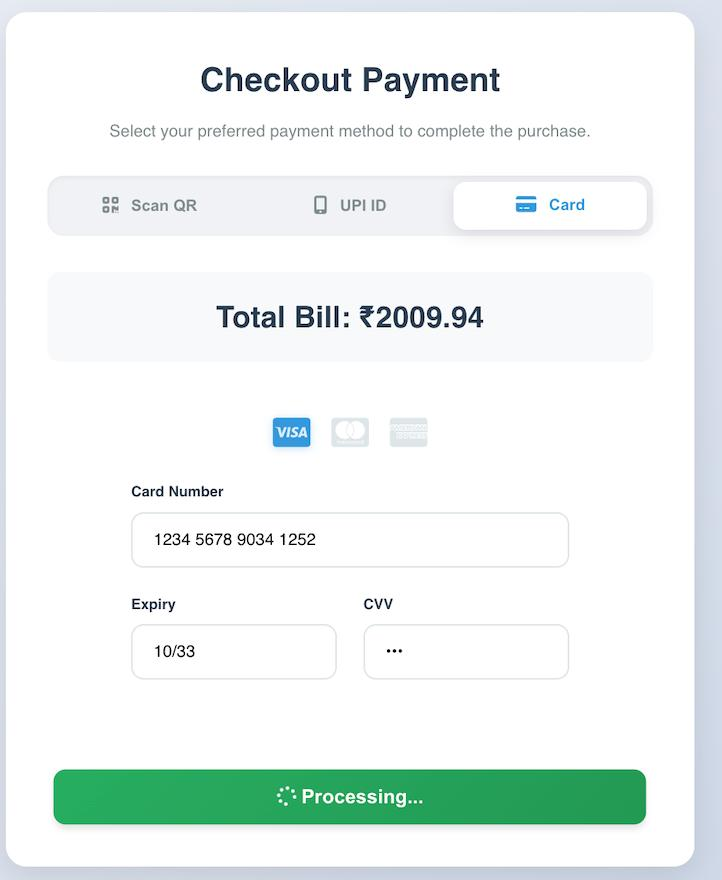 Checkout Payment
Select your preferred payment method to complete the purchase.
Scan QR UPI ID Card
Total Bill: ₹2009.94
VISA
Card Number
1234 5678 9034 1252
Expiry CVV
10/33 •••
Processing...